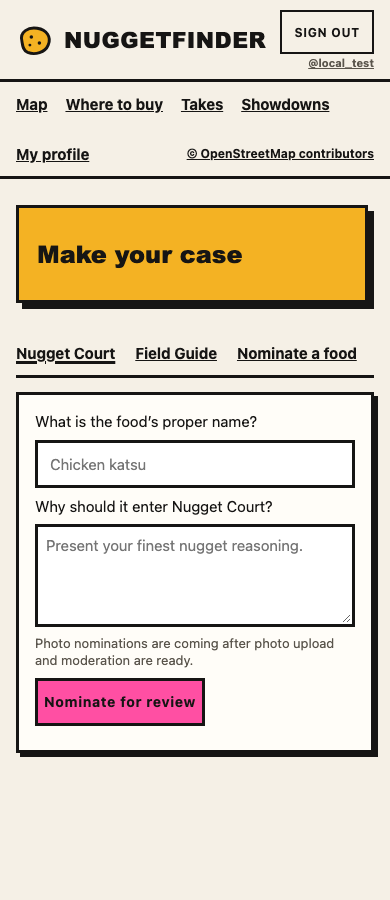 NUGGETFINDER
SIGN OUT
@local_test
Map Where to buy Takes Showdowns
My profile © OpenStreetMap contributors
Make your case
Nugget Court Field Guide Nominate a food
What is the food’s proper name?
Chicken katsu
Why should it enter Nugget Court?
Present your finest nugget reasoning.
Photo nominations are coming after photo upload
and moderation are ready.
Nominate for review